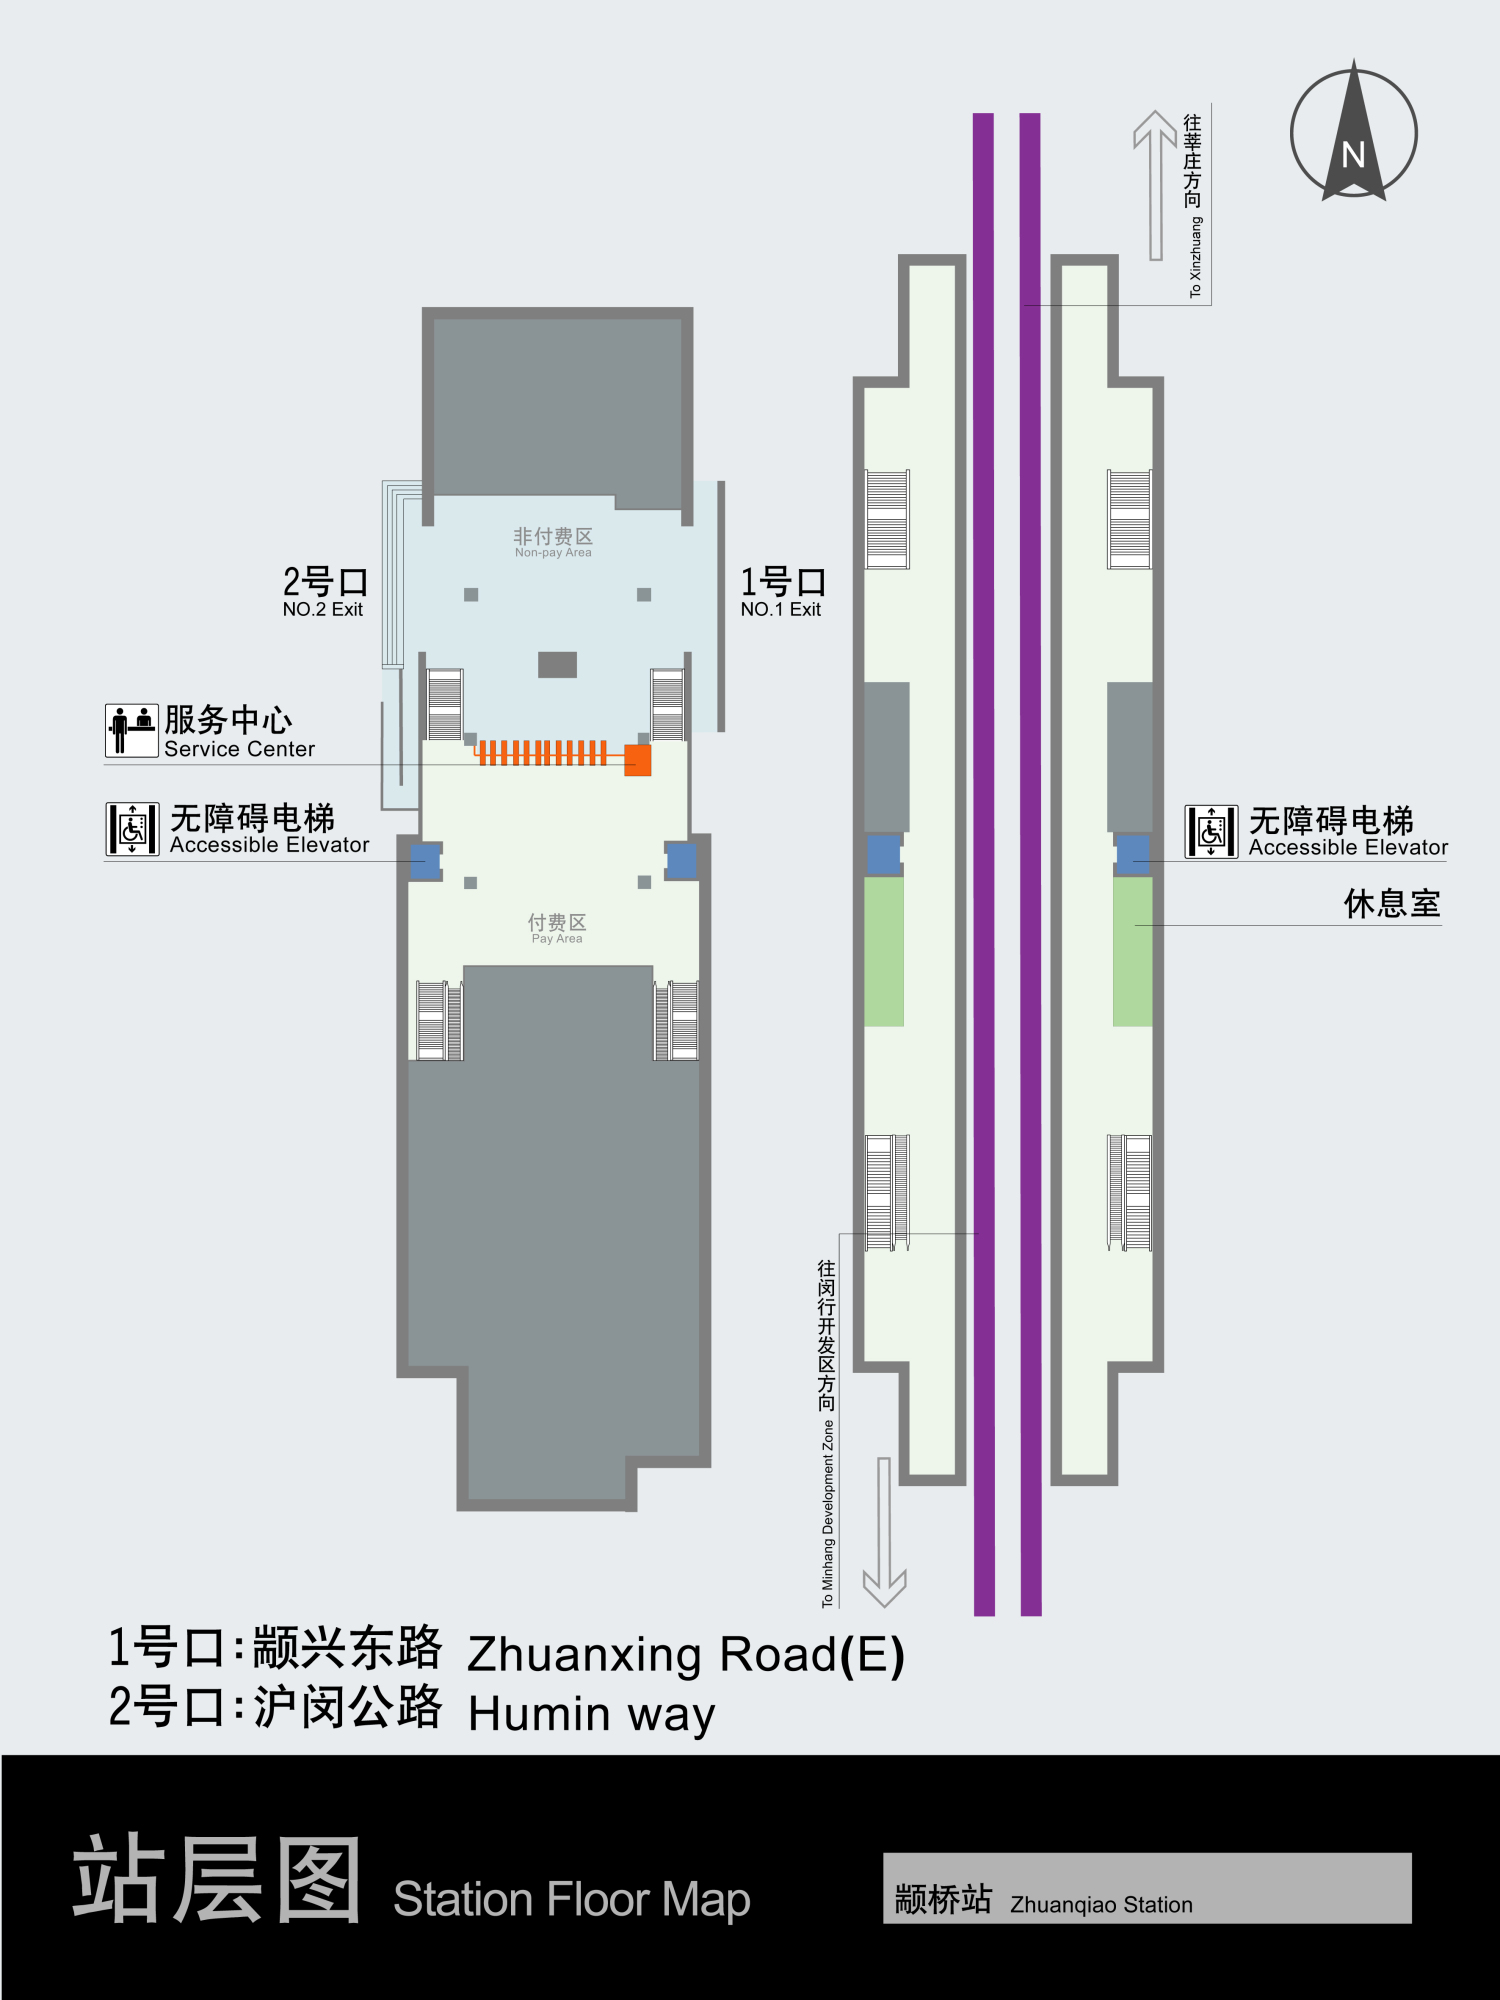 往莘庄方向 To Xinzhuang
N
非付费区
Non-pay Area
2号口
NO.2 Exit
1号口
NO.1 Exit
服务中心
Service Center
无障碍电梯
Accessible Elevator
无障碍电梯
Accessible Elevator
休息室
付费区
Pay Area
往闵行开发区方向 To Minhang Development Zone
1号口:颛兴东路 Zhuanxing Road(E)
2号口:沪闵公路 Humin way
站层图 Station Floor Map
颛桥站 Zhuanqiao Station